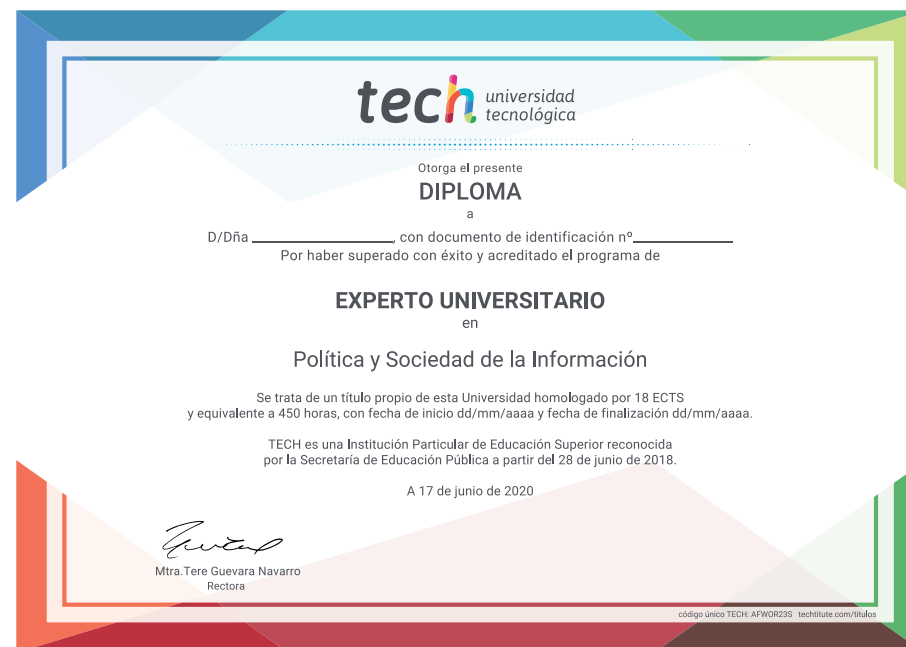 tech universidad
tecnológica
Otorga el presente
DIPLOMA
a
D/Dña ____________________, con documento de identificación nº______________
Por haber superado con éxito y acreditado el programa de
EXPERTO UNIVERSITARIO
en
Política y Sociedad de la Información
Se trata de un título propio de esta Universidad homologado por 18 ECTS
y equivalente a 450 horas, con fecha de inicio dd/mm/aaaa y fecha de finalización dd/mm/aaaa.
TECH es una Institución Particular de Educación Superior reconocida
por la Secretaría de Educación Pública a partir del 28 de junio de 2018.
A 17 de junio de 2020
Mtra.Tere Guevara Navarro
Rectora
código único TECH: AFWOR23S techtitute.com/titulos